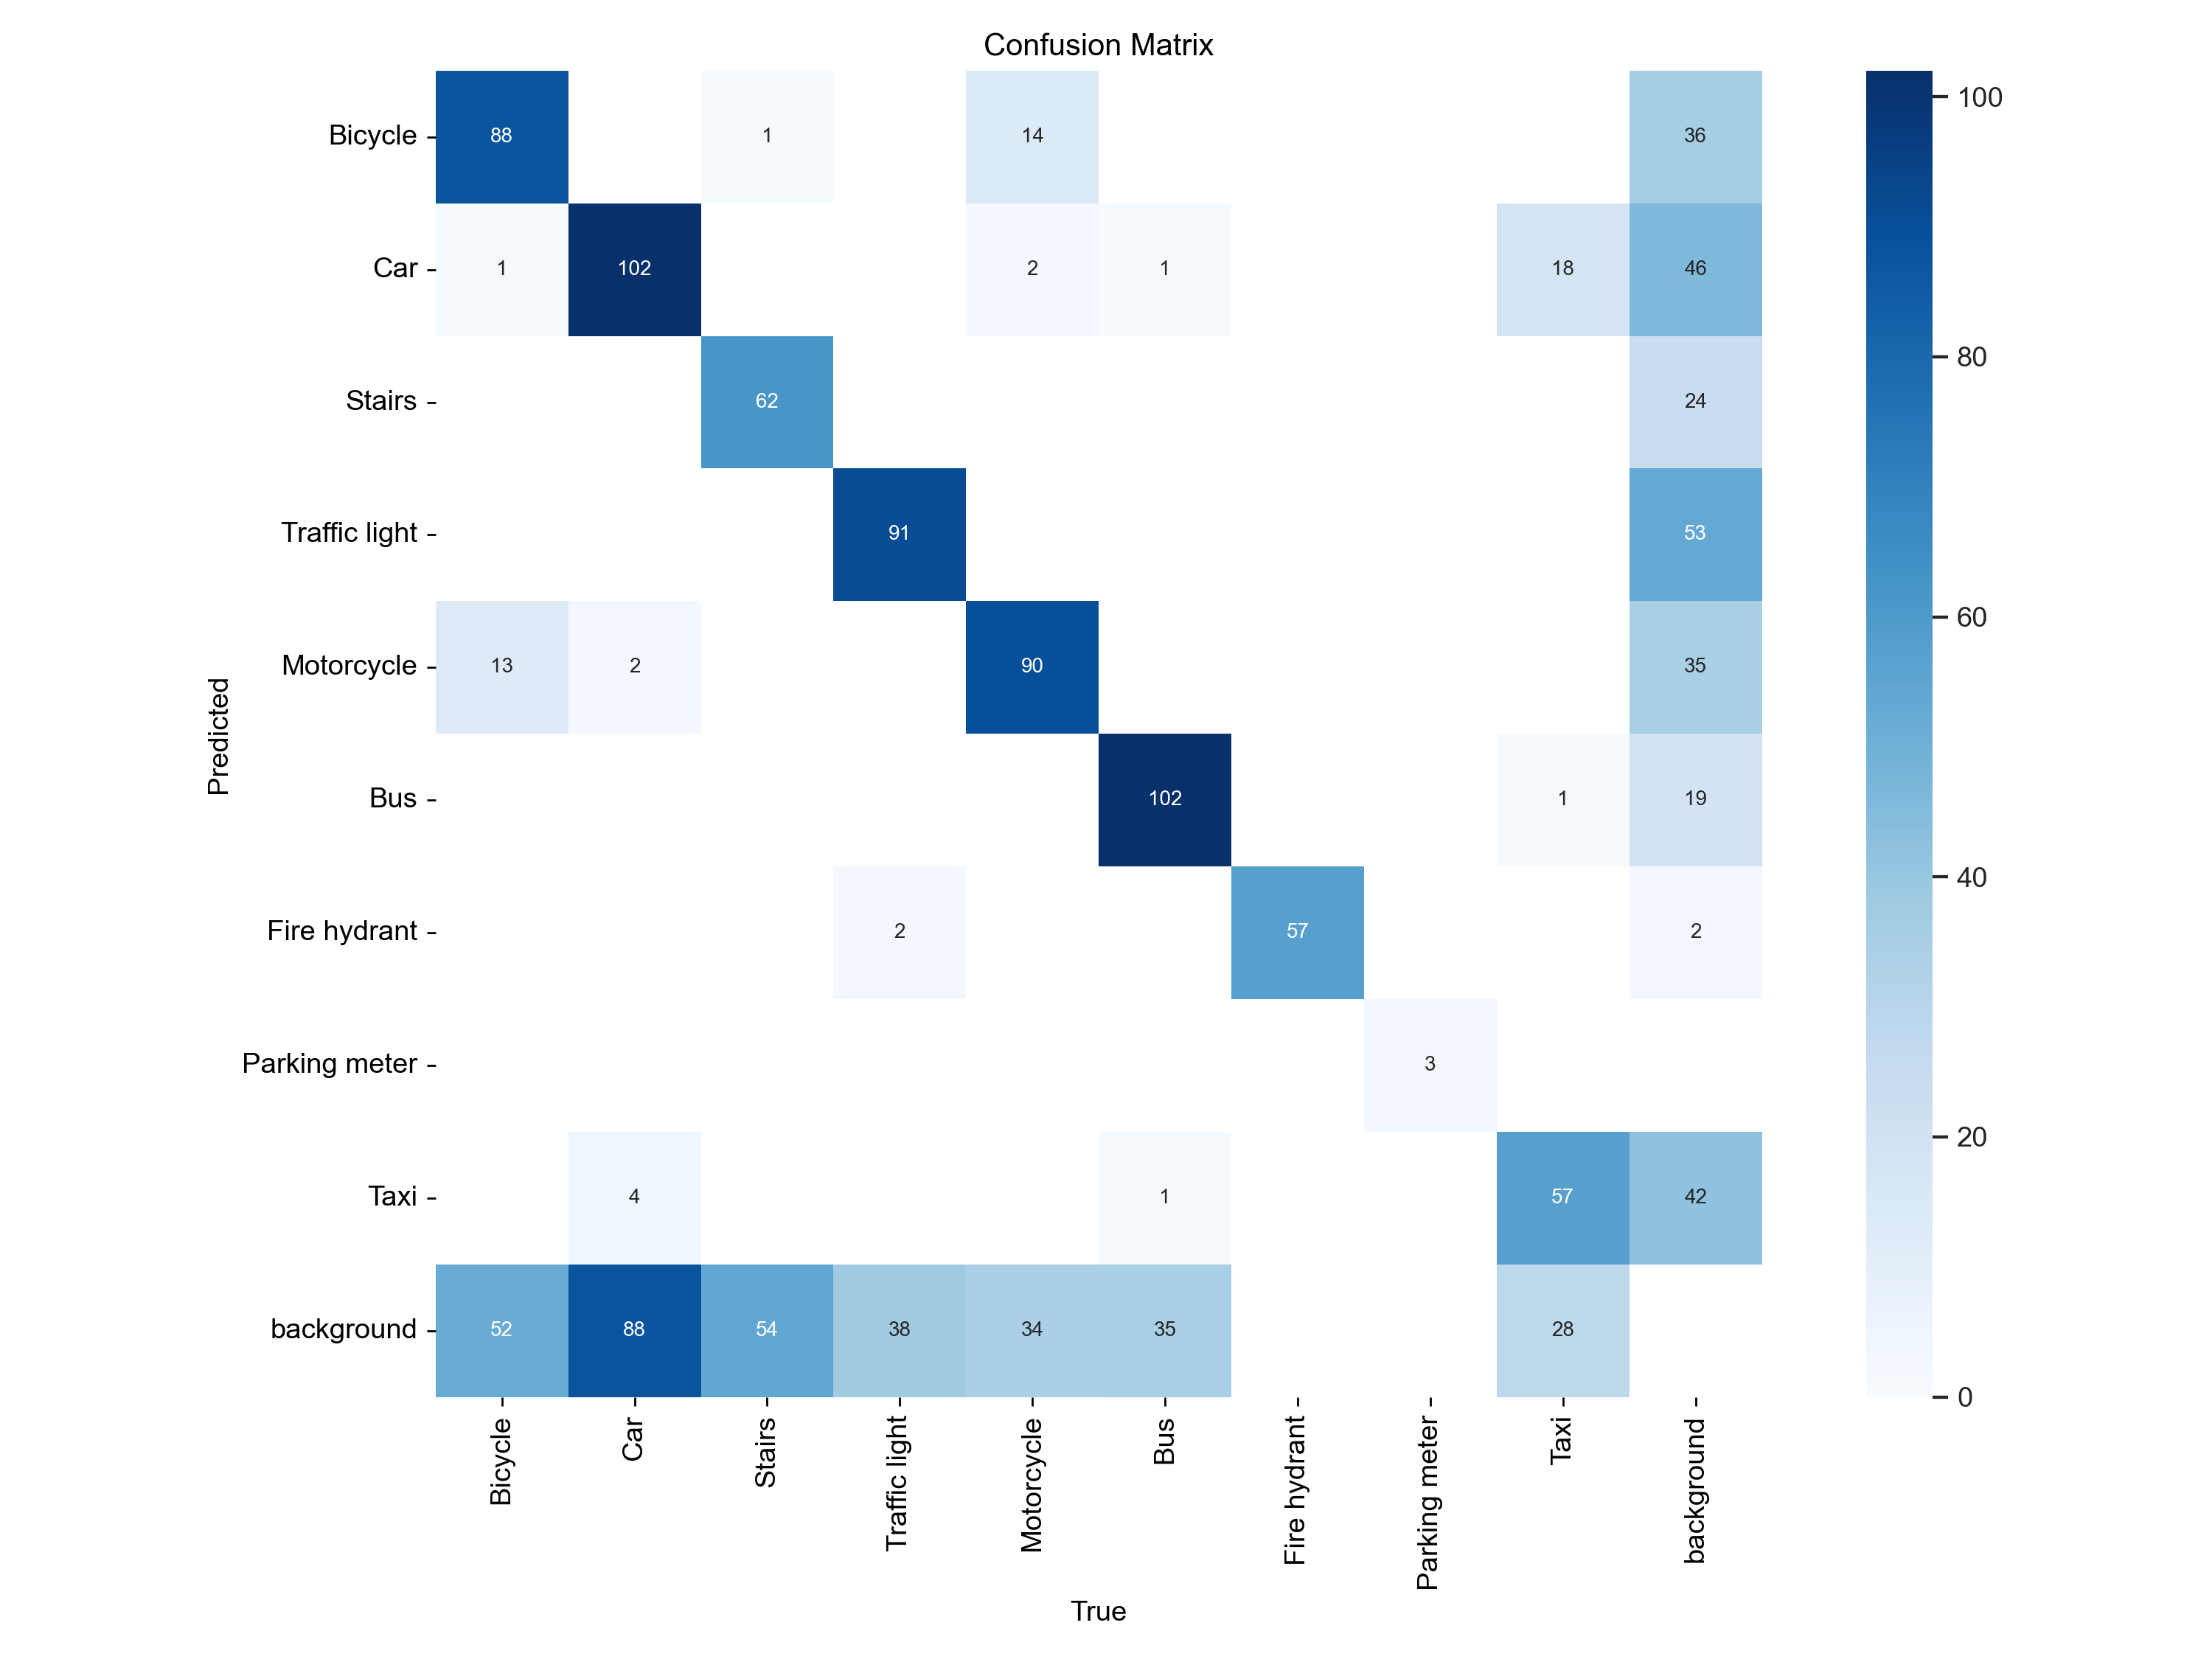 Confusion Matrix
Bicycle 88 1 14 36
Car 1 102 2 1 18 46
Stairs 62 24
Traffic light 91 53
Motorcycle 13 2 90 35
Bus 102 1 19
Fire hydrant 2 57 2
Parking meter 3
Taxi 4 1 57 42
background 52 88 54 38 34 35 28
Predicted
Bicycle Car Stairs Traffic light Motorcycle Bus Fire hydrant Parking meter Taxi background
True
100
80
60
40
20
0